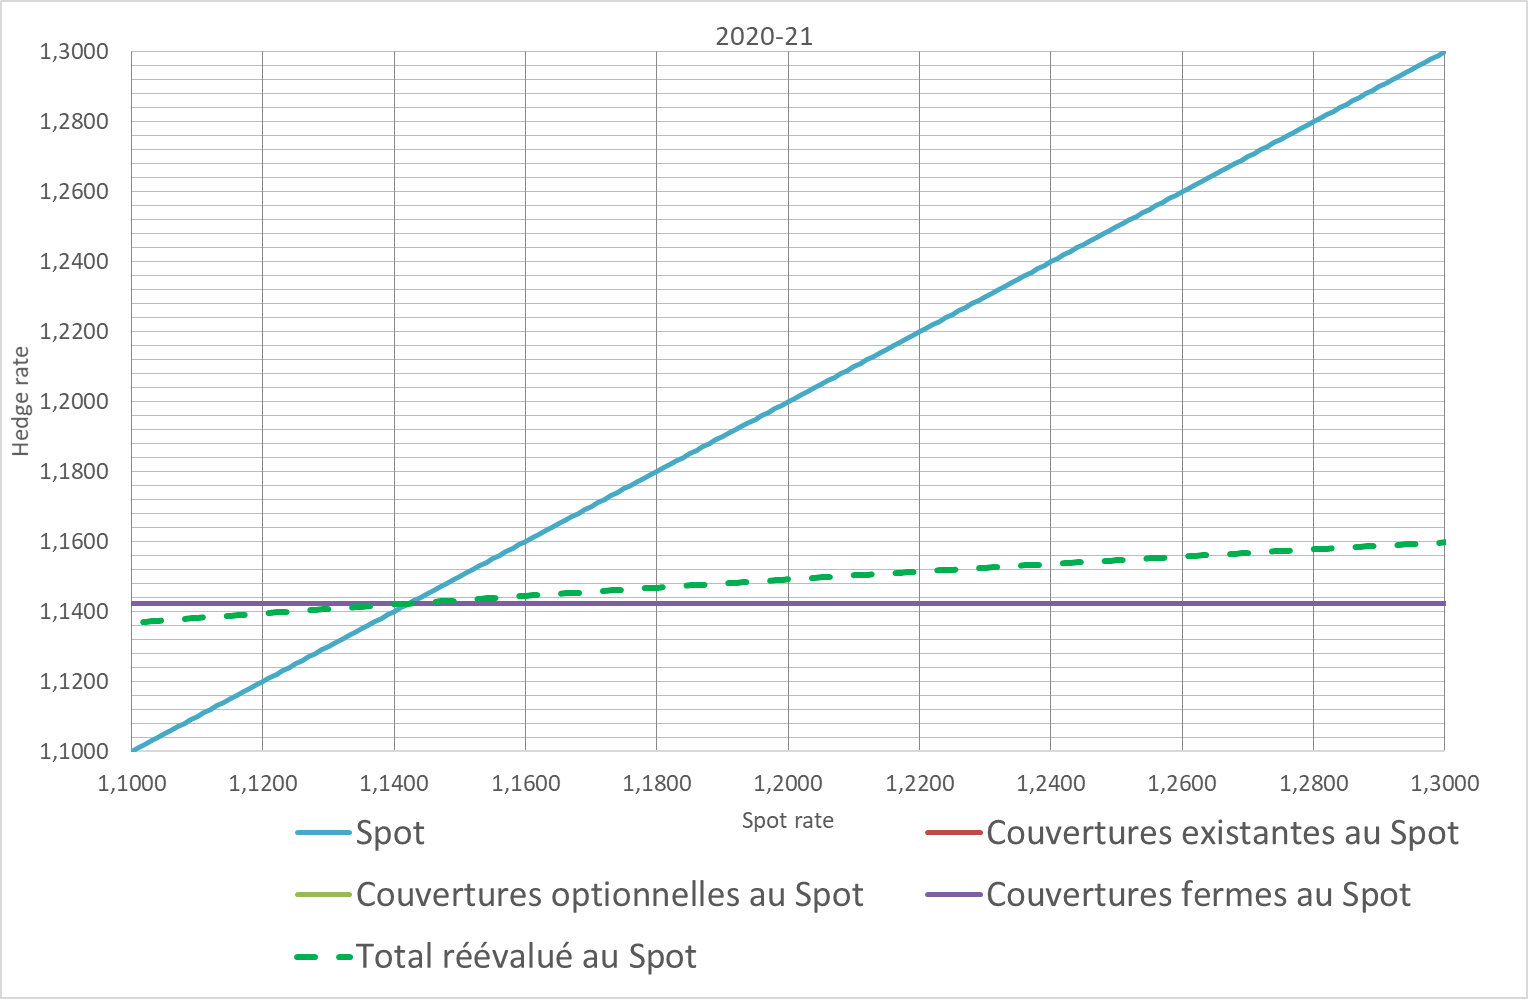 2020-21
1,3000
1,2800
1,2600
1,2400
1,2200
1,2000
1,1800
1,1600
1,1400
1,1200
1,1000
Hedge rate
1,1000 1,1200 1,1400 1,1600 1,1800 1,2000 1,2200 1,2400 1,2600 1,2800 1,3000
Spot rate
Spot
Couvertures existantes au Spot
Couvertures optionnelles au Spot
Couvertures fermes au Spot
Total réévalué au Spot